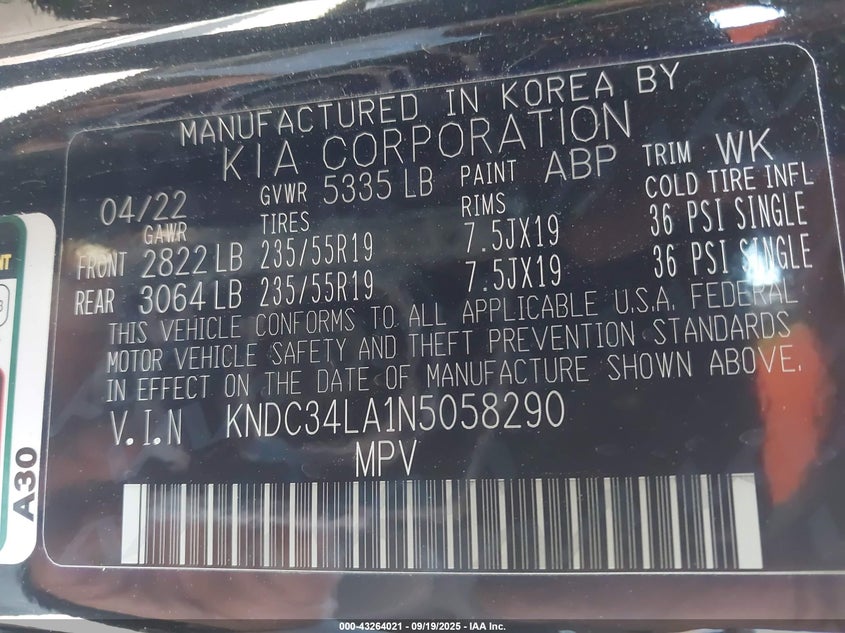 MANUFACTURED IN KOREA BY
KIA CORPORATION
04/22 GVWR 5335 LB PAINT ABP TRIM WK
GAWR TIRES RIMS COLD TIRE INFL
FRONT 2822 LB 235/55R19 7.5JX19 36 PSI SINGLE
REAR 3064 LB 235/55R19 7.5JX19 36 PSI SINGLE
THIS VEHICLE CONFORMS TO ALL APPLICABLE U.S.A. FEDERAL
MOTOR VEHICLE SAFETY AND THEFT PREVENTION STANDARDS
IN EFFECT ON THE DATE OF MANUFACTURE SHOWN ABOVE.
V.I.N KNDC34LA1N5058290
MPV
A30
000-43264021 - 09/19/2025 - IAA Inc.